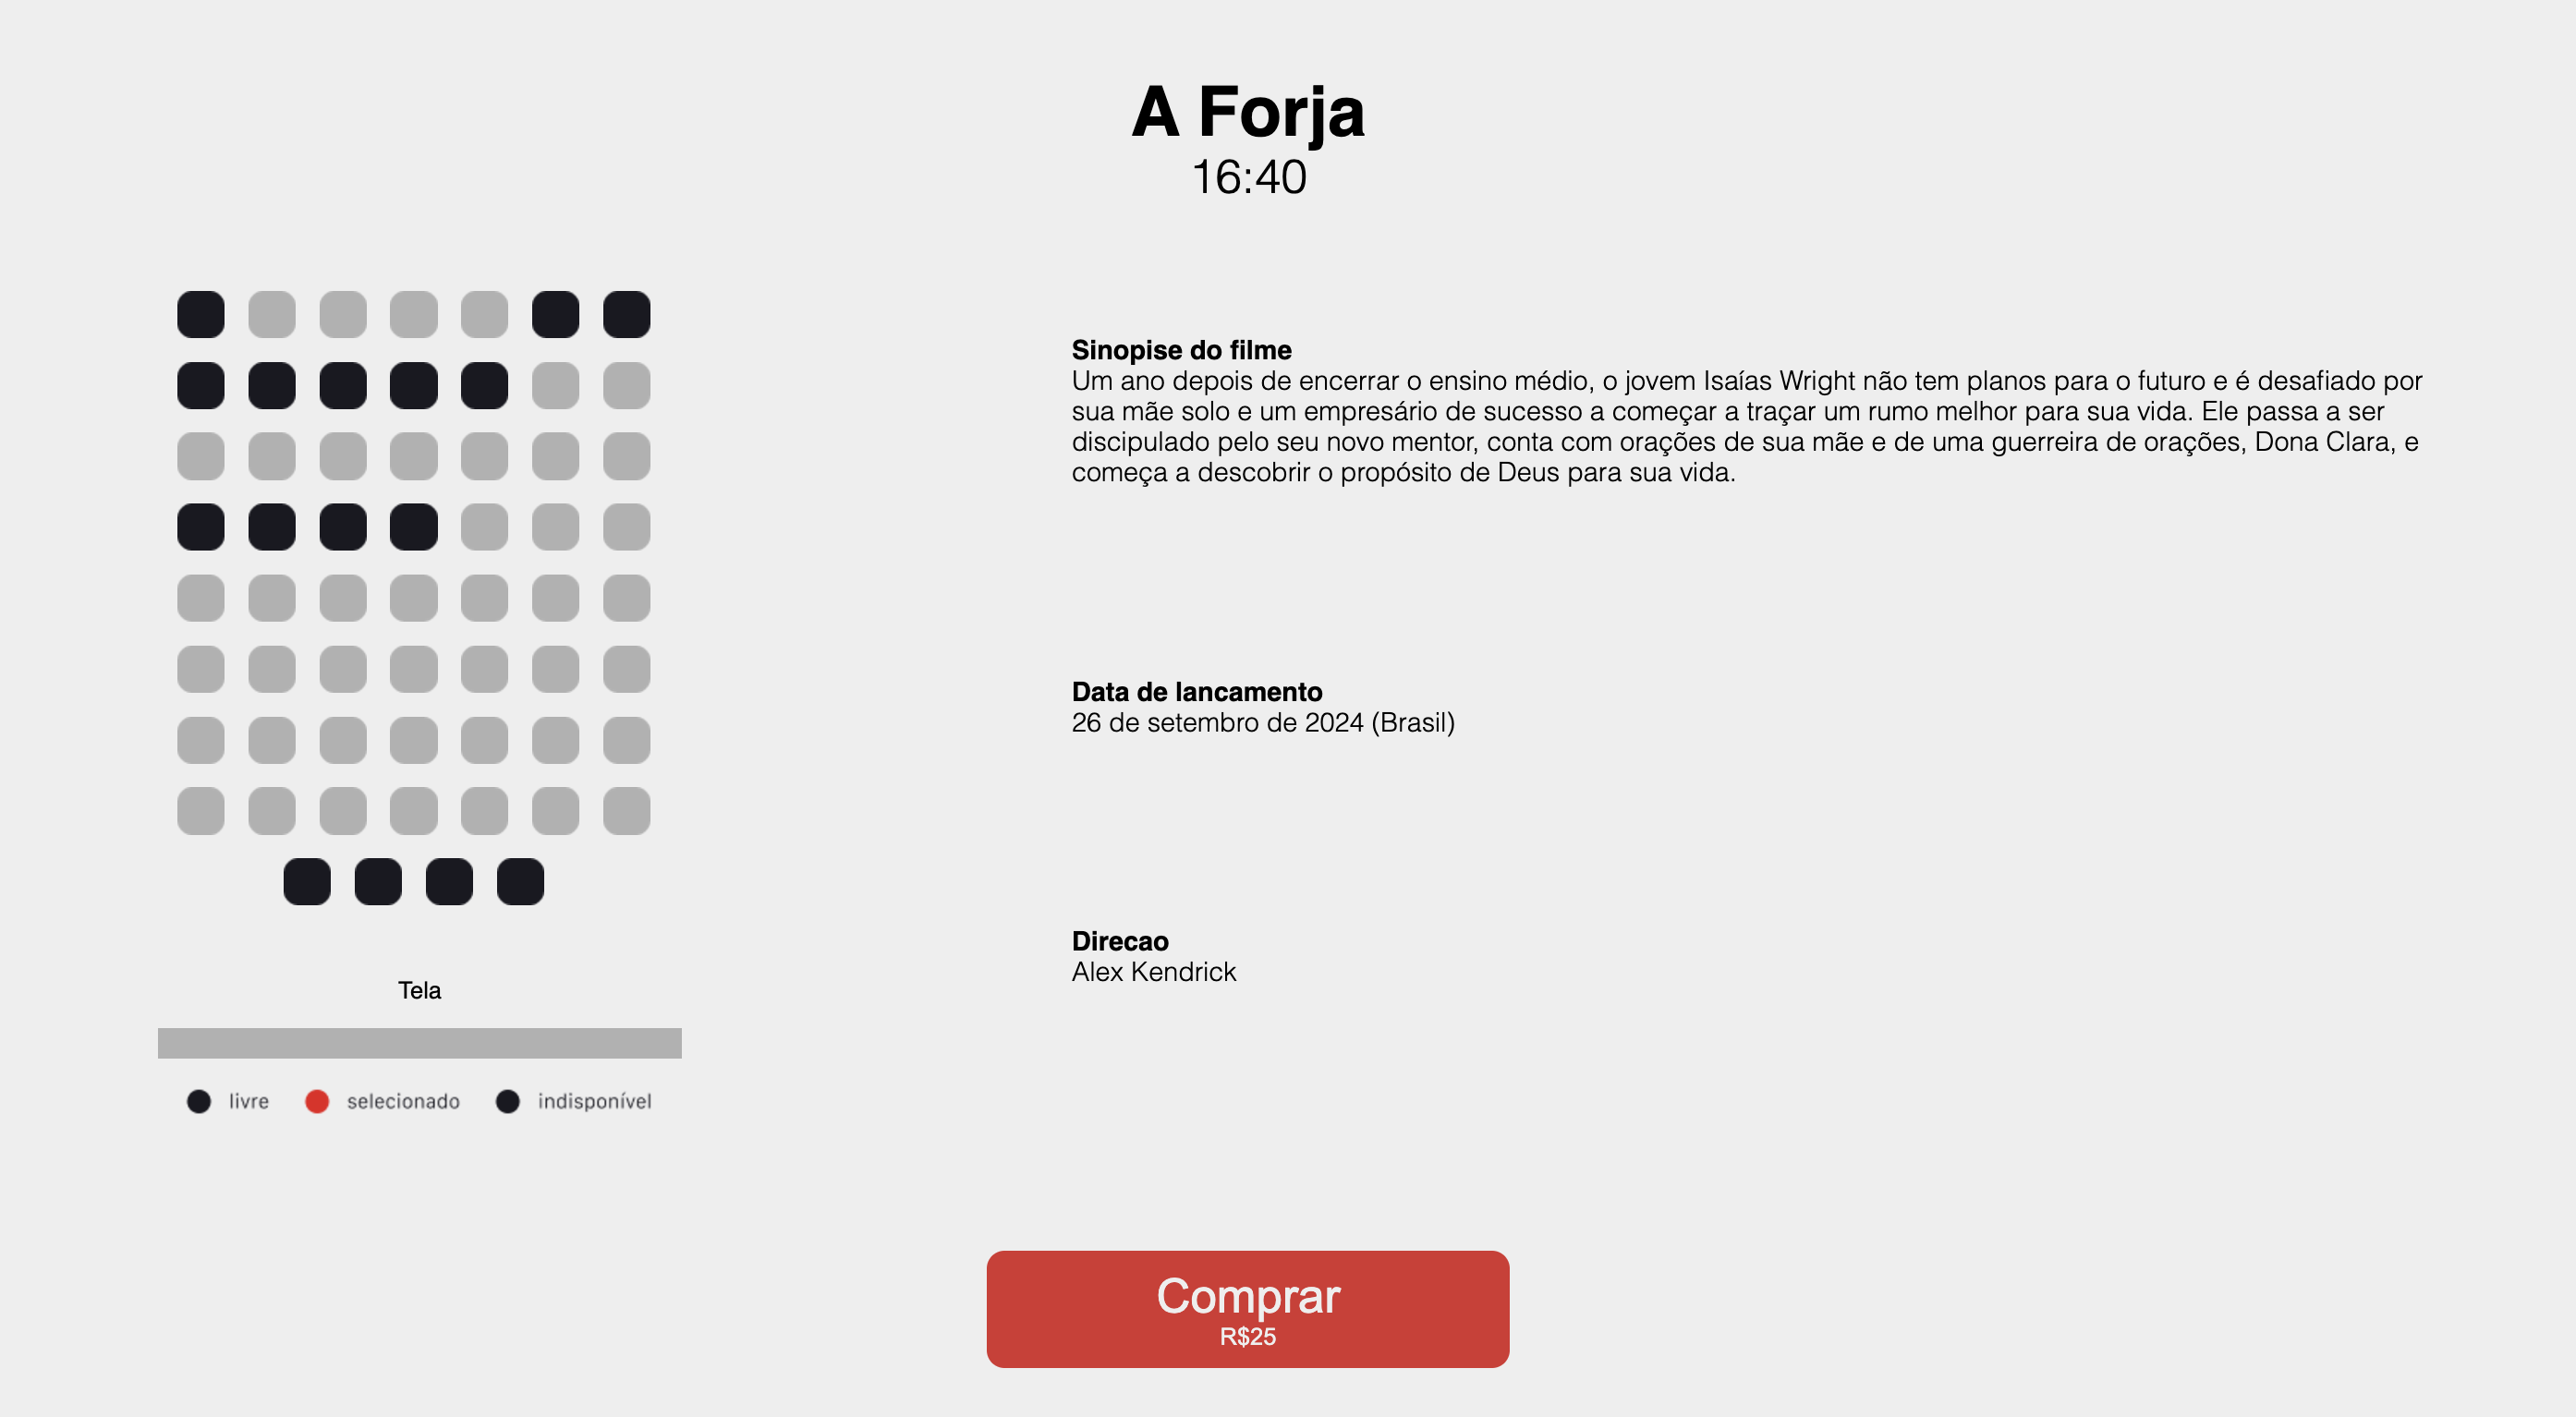 A Forja
16:40
Sinopise do filme
Um ano depois de encerrar o ensino médio, o jovem Isaías Wright não tem planos para o futuro e é desafiado por
sua mãe solo e um empresário de sucesso a começar a traçar um rumo melhor para sua vida. Ele passa a ser
discipulado pelo seu novo mentor, conta com orações de sua mãe e de uma guerreira de orações, Dona Clara, e
começa a descobrir o propósito de Deus para sua vida.
Data de lancamento
26 de setembro de 2024 (Brasil)
Direcao
Alex Kendrick
Tela
livre selecionado indisponível
Comprar
R$25